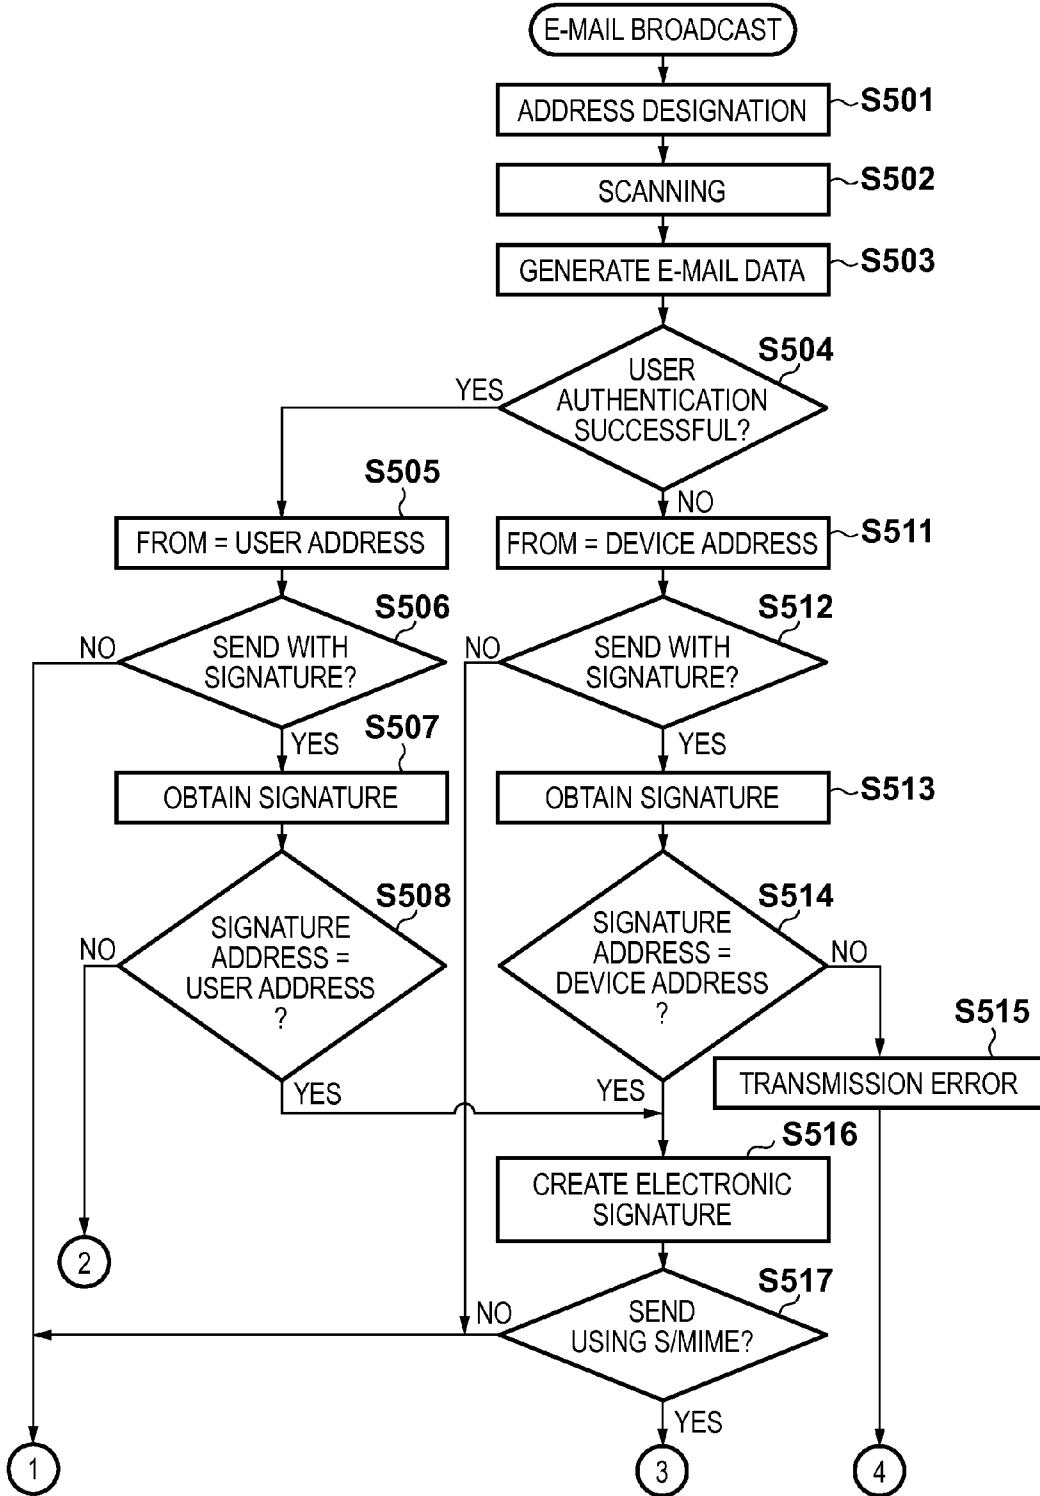 E-MAIL BROADCAST
ADDRESS DESIGNATION
S501
SCANNING
S502
GENERATE E-MAIL DATA
S503
S504
USER
AUTHENTICATION
SUCCESSFUL?
YES
NO
S505
FROM = USER ADDRESS
FROM = DEVICE ADDRESS
S511
S506
SEND WITH
SIGNATURE?
NO
YES
S512
SEND WITH
SIGNATURE?
NO
YES
S507
OBTAIN SIGNATURE
OBTAIN SIGNATURE
S513
S508
SIGNATURE
ADDRESS =
USER ADDRESS
?
NO
YES
S514
SIGNATURE
ADDRESS =
DEVICE ADDRESS
?
NO
YES
S515
TRANSMISSION ERROR
S516
CREATE ELECTRONIC
SIGNATURE
2
S517
SEND
USING S/MIME?
NO
YES
1
3
4